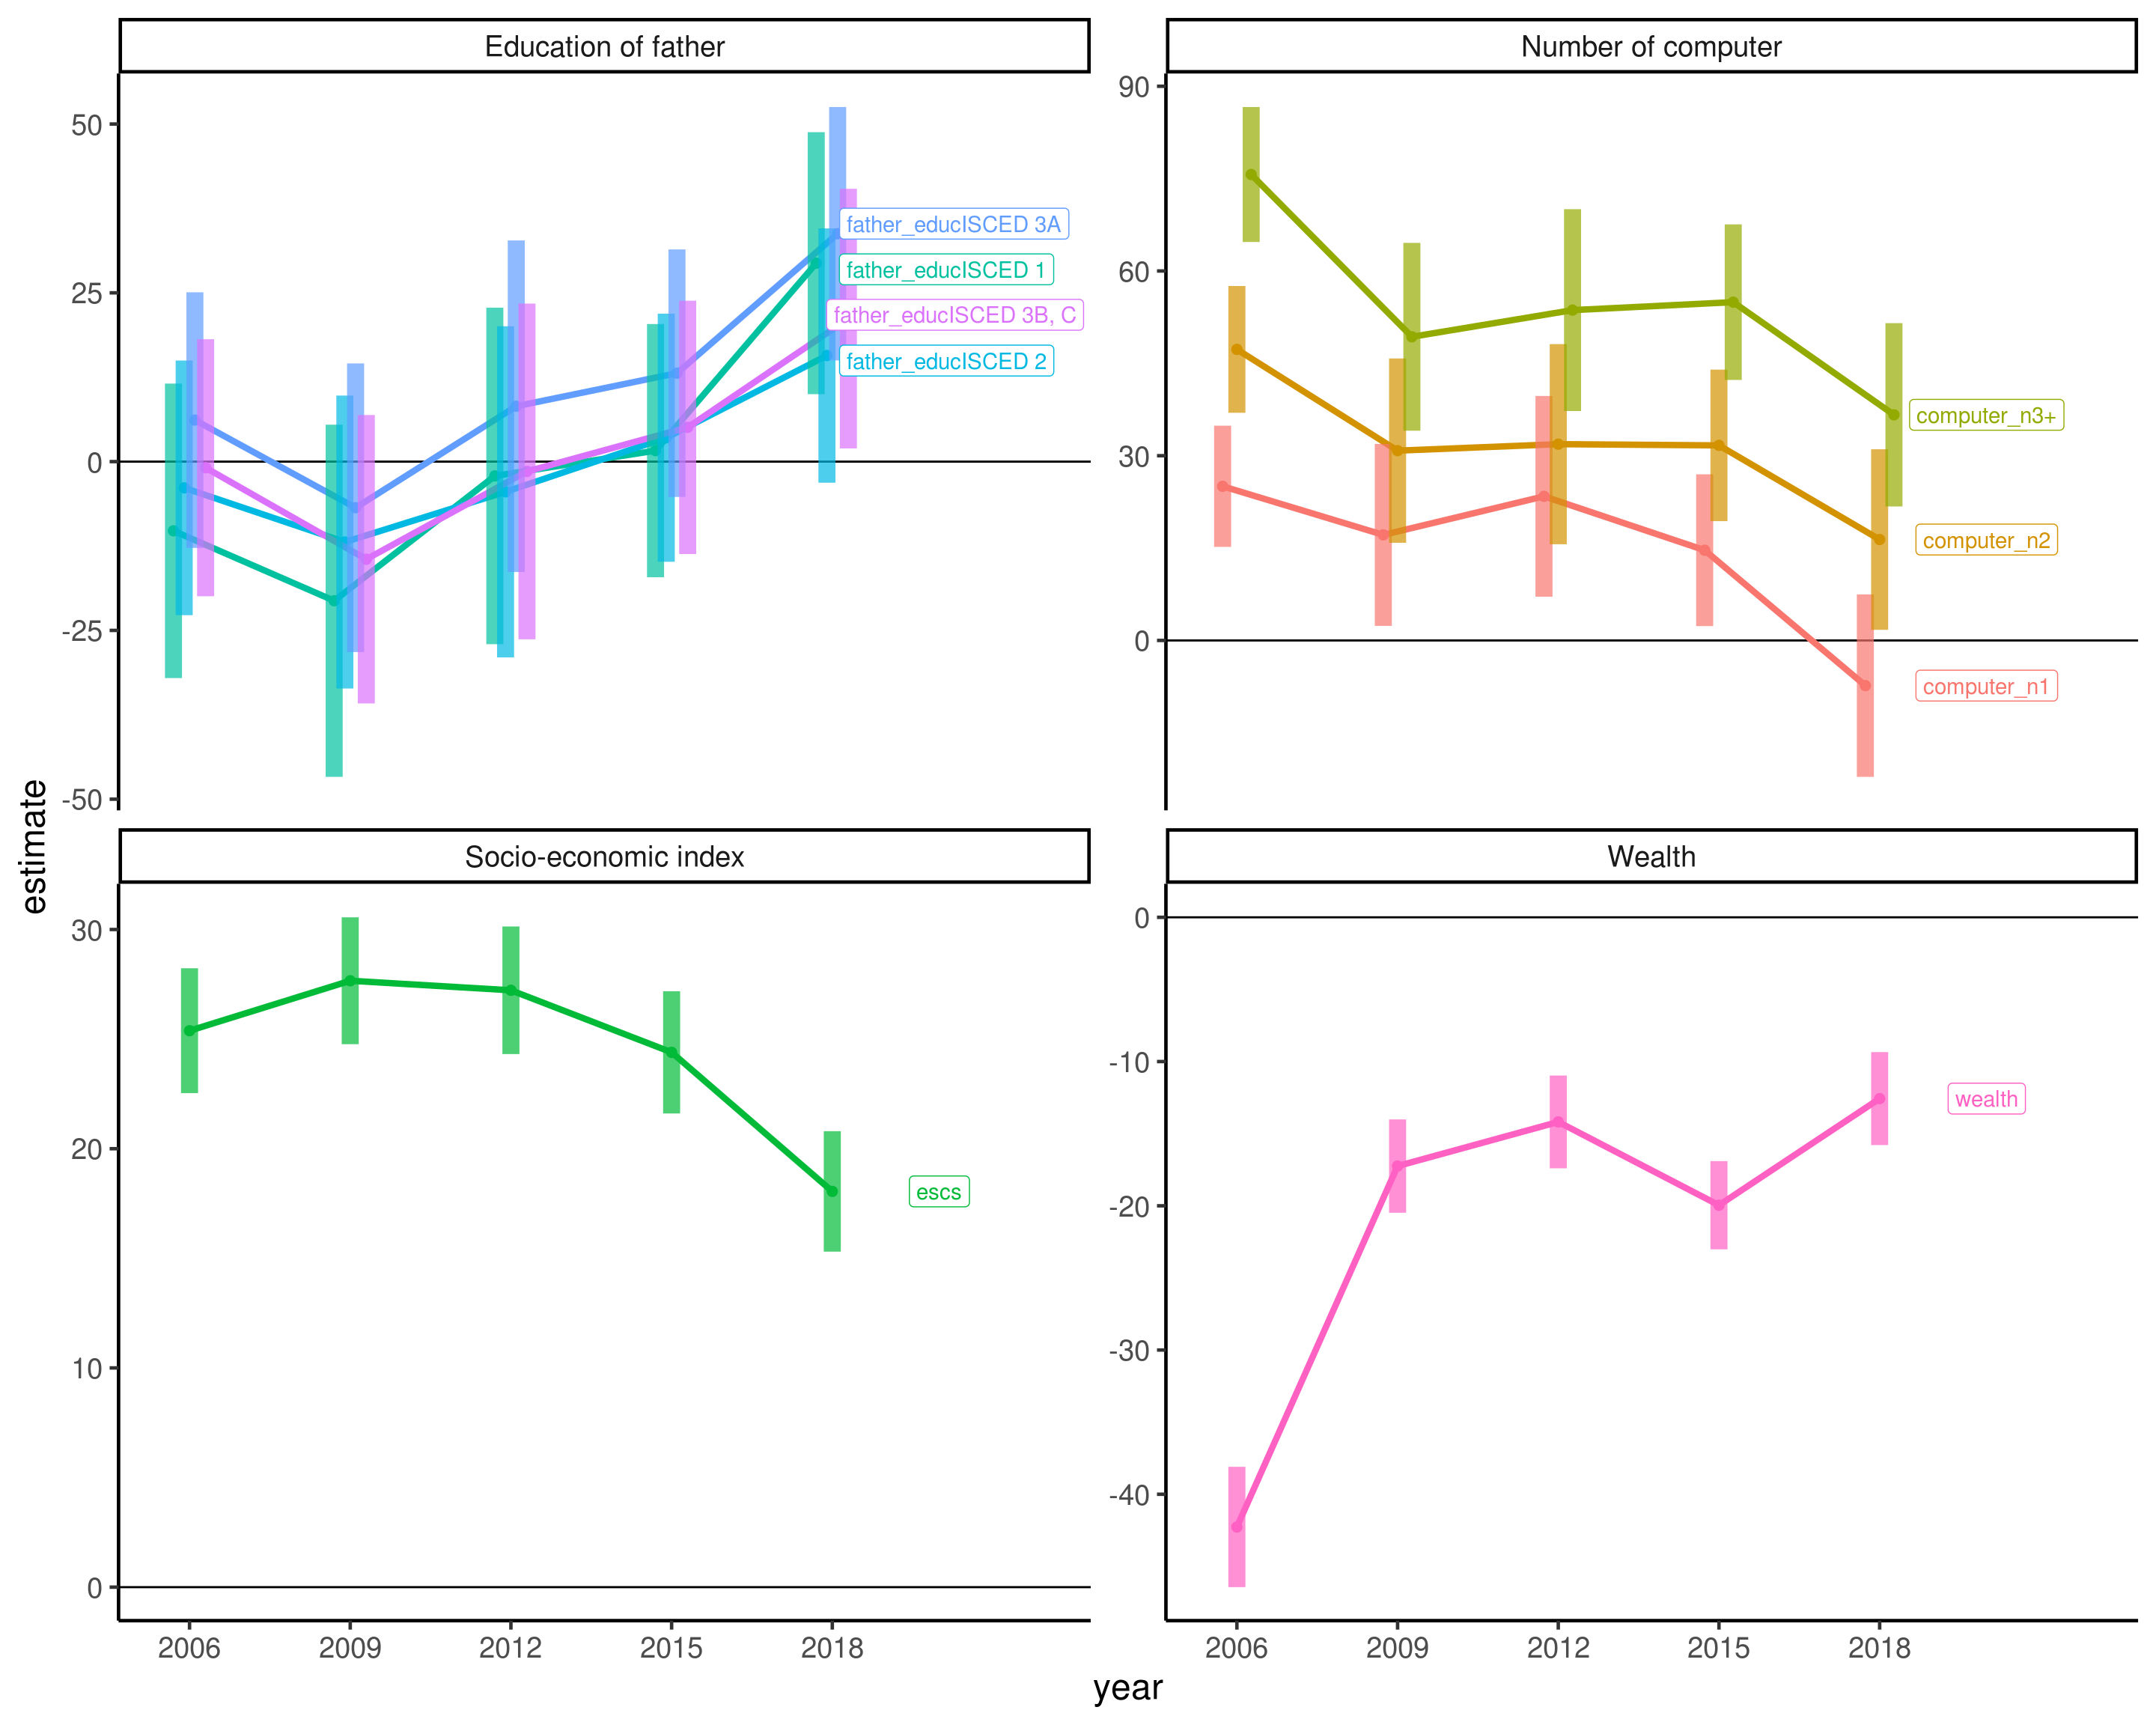 Education of father
Number of computer
50
25
0
-25
-50
father_educISCED 3A
father_educISCED 1
father_educISCED 3B, C
father_educISCED 2
90
60
30
0
computer_n3+
computer_n2
computer_n1
estimate
Socio-economic index
Wealth
30
20
10
0
escs
0
-10
-20
-30
-40
wealth
2006 2009 2012 2015 2018
2006 2009 2012 2015 2018
year